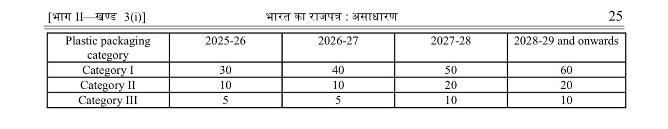 [भाग II—खण्ड 3(i)] भारत का राजपत्र : असाधारण 25
Plastic packaging category 2025-26 2026-27 2027-28 2028-29 and onwards
Category I 30 40 50 60
Category II 10 10 20 20
Category III 5 5 10 10